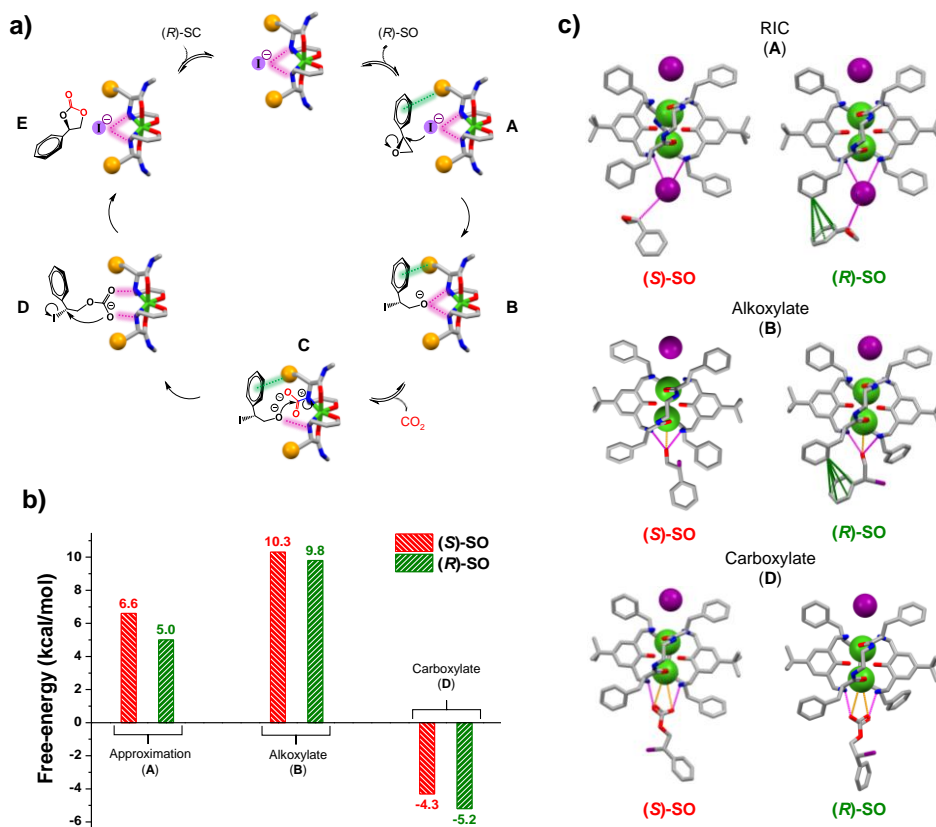 a)
(R)-SC
(R)-SO
I⊖
E
O
O
O
I⊖
I⊖
O
A
D
O
O
O
⊖
I
B
⊖
O
I
C
⊖
⊖
⊕
O
O
O
I
CO2
b)
Free-energy (kcal/mol)
10
8
6
4
2
0
-2
-4
-6
(S)-SO
(R)-SO
6.6
5.0
10.3
9.8
-4.3
-5.2
Approximation
(A)
Alkoxylate
(B)
Carboxylate
(D)
c)
RIC
(A)
(S)-SO
(R)-SO
Alkoxylate
(B)
(S)-SO
(R)-SO
Carboxylate
(D)
(S)-SO
(R)-SO